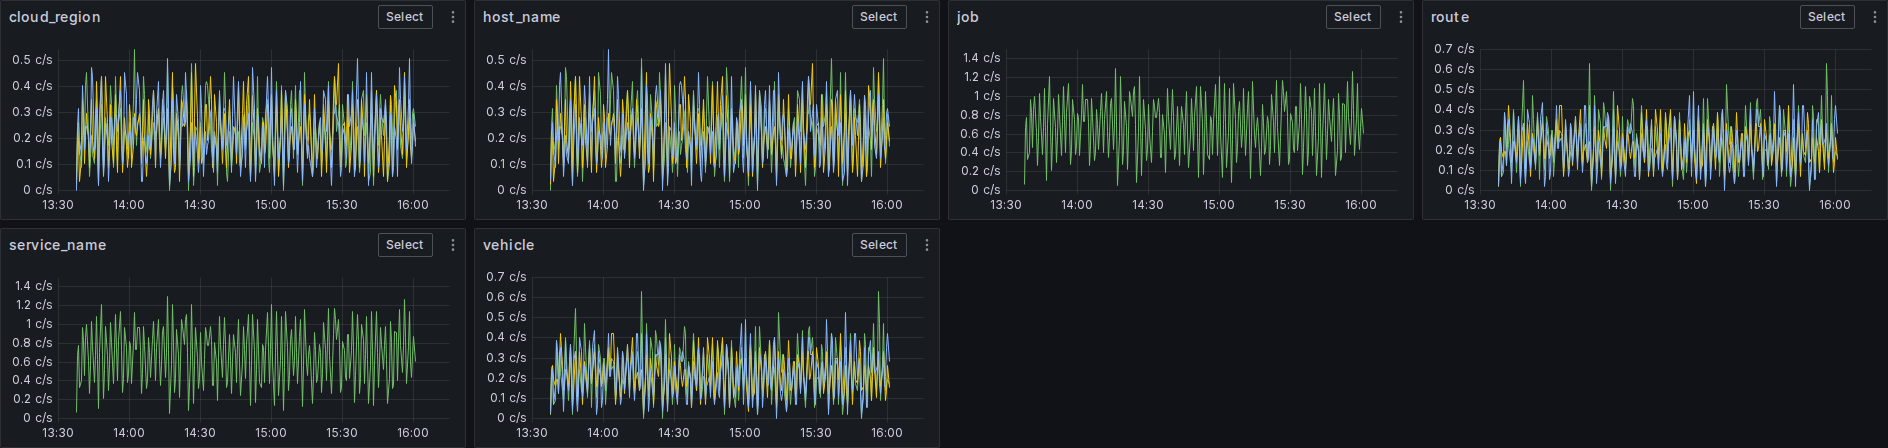 cloud_region Select
0.5 c/s
0.4 c/s
0.3 c/s
0.2 c/s
0.1 c/s
0 c/s
13:30 14:00 14:30 15:00 15:30 16:00
host_name Select
0.5 c/s
0.4 c/s
0.3 c/s
0.2 c/s
0.1 c/s
0 c/s
13:30 14:00 14:30 15:00 15:30 16:00
job Select
1.4 c/s
1.2 c/s
1 c/s
0.8 c/s
0.6 c/s
0.4 c/s
0.2 c/s
0 c/s
13:30 14:00 14:30 15:00 15:30 16:00
route Select
0.7 c/s
0.6 c/s
0.5 c/s
0.4 c/s
0.3 c/s
0.2 c/s
0.1 c/s
0 c/s
13:30 14:00 14:30 15:00 15:30 16:00
service_name Select
1.4 c/s
1.2 c/s
1 c/s
0.8 c/s
0.6 c/s
0.4 c/s
0.2 c/s
0 c/s
13:30 14:00 14:30 15:00 15:30 16:00
vehicle Select
0.7 c/s
0.6 c/s
0.5 c/s
0.4 c/s
0.3 c/s
0.2 c/s
0.1 c/s
0 c/s
13:30 14:00 14:30 15:00 15:30 16:00